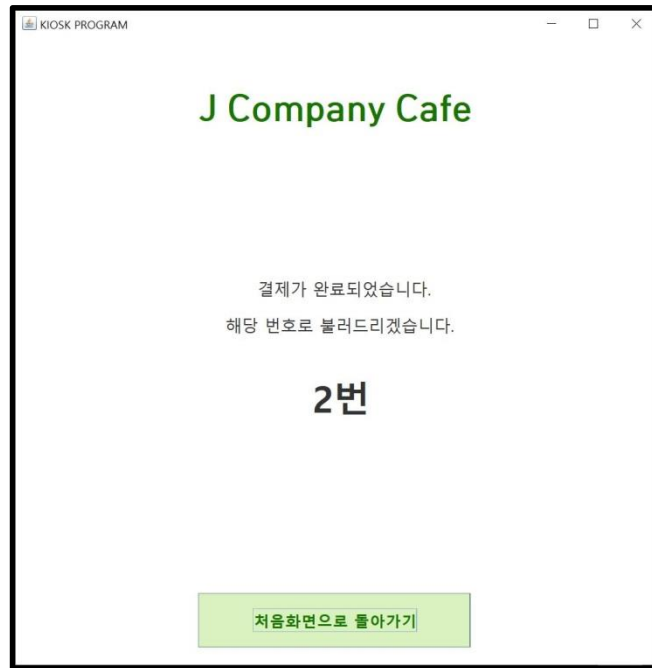 KIOSK PROGRAM
J Company Cafe
결제가 완료되었습니다.
해당 번호로 불러드리겠습니다.
2번
처음화면으로 돌아가기